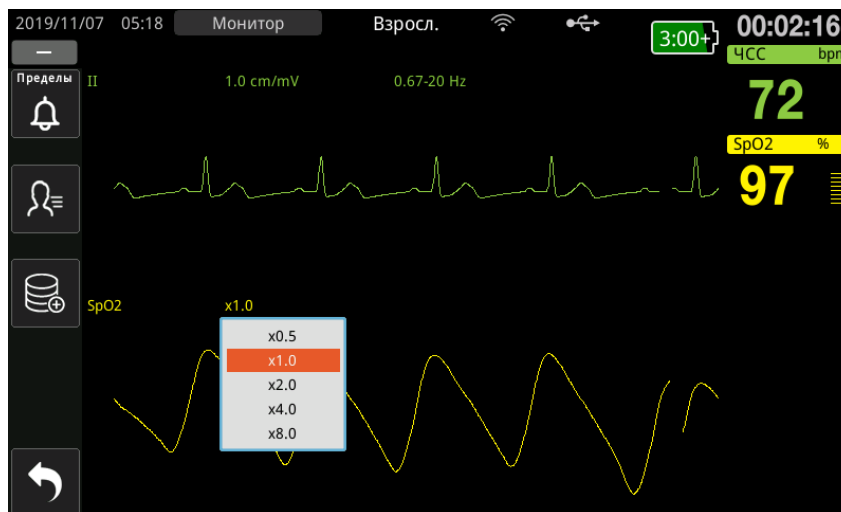 2019/11/07 05:18 Монитор Взросл. 3:00+ 00:02:16
ЧСС bpm
Пределы
II 1.0 cm/mV 0.67-20 Hz
72
SpO2 %
97
SpO2 x1.0
x0.5
x1.0
x2.0
x4.0
x8.0